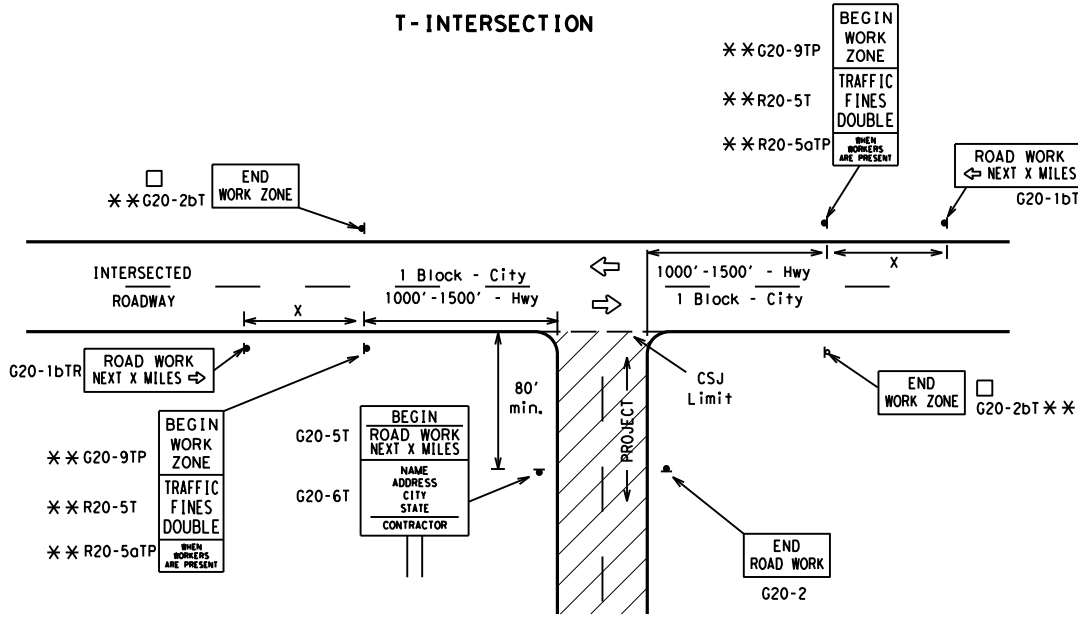 T-INTERSECTION
BEGIN
WORK
ZONE
TRAFFIC
FINES
DOUBLE
WHEN
WORKERS
ARE PRESENT
✱✱G20-9TP
✱✱R20-5T
✱✱R20-5aTP
ROAD WORK
⇦ NEXT X MILES
G20-1bT
□
✱✱G20-2bT
END
WORK ZONE
INTERSECTED
ROADWAY
1 Block - City
1000'-1500' - Hwy
X
1000'-1500' - Hwy
1 Block - City
X
G20-1bTR
ROAD WORK
NEXT X MILES ⇨
80'
min.
CSJ
Limit
PROJECT
END
WORK ZONE
□
G20-2bT ✱✱
✱✱G20-9TP
✱✱R20-5T
✱✱R20-5aTP
BEGIN
WORK
ZONE
TRAFFIC
FINES
DOUBLE
WHEN
WORKERS
ARE PRESENT
G20-5T
G20-6T
BEGIN
ROAD WORK
NEXT X MILES
NAME
ADDRESS
CITY
STATE
CONTRACTOR
END
ROAD WORK
G20-2